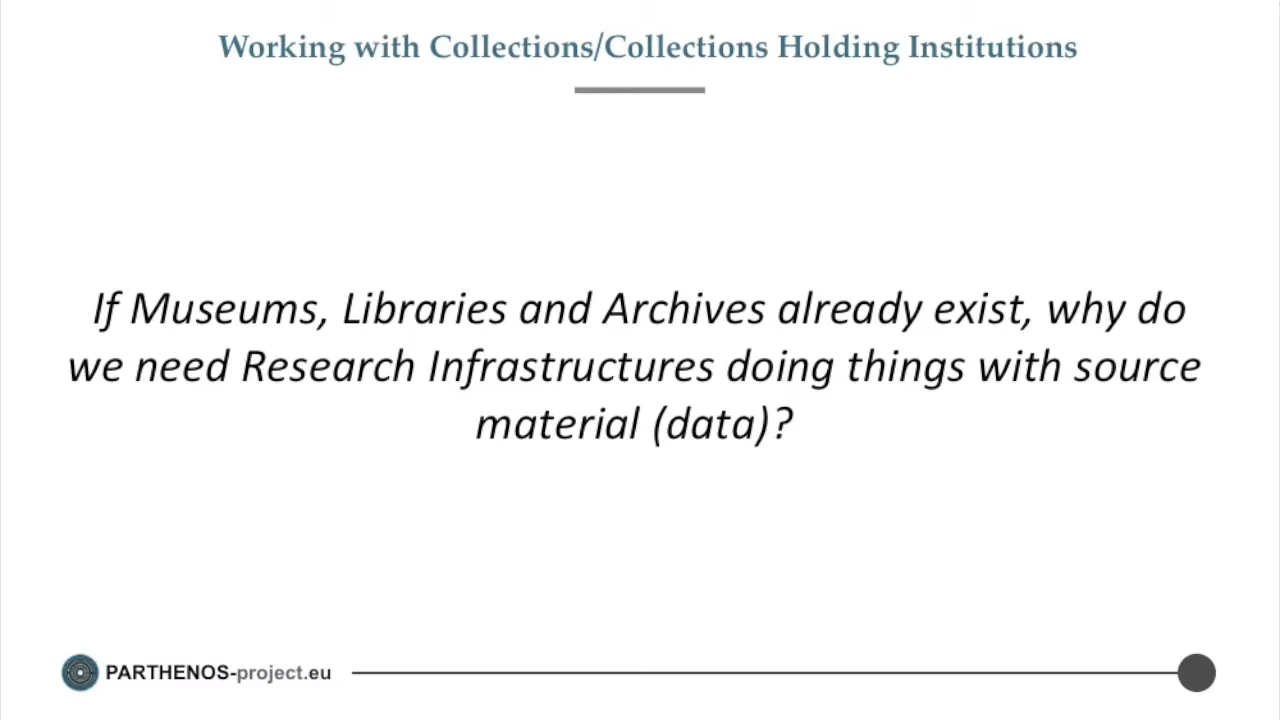 Working with Collections/Collections Holding Institutions
If Museums, Libraries and Archives already exist, why do
we need Research Infrastructures doing things with source
material (data)?
PARTHENOS-project.eu